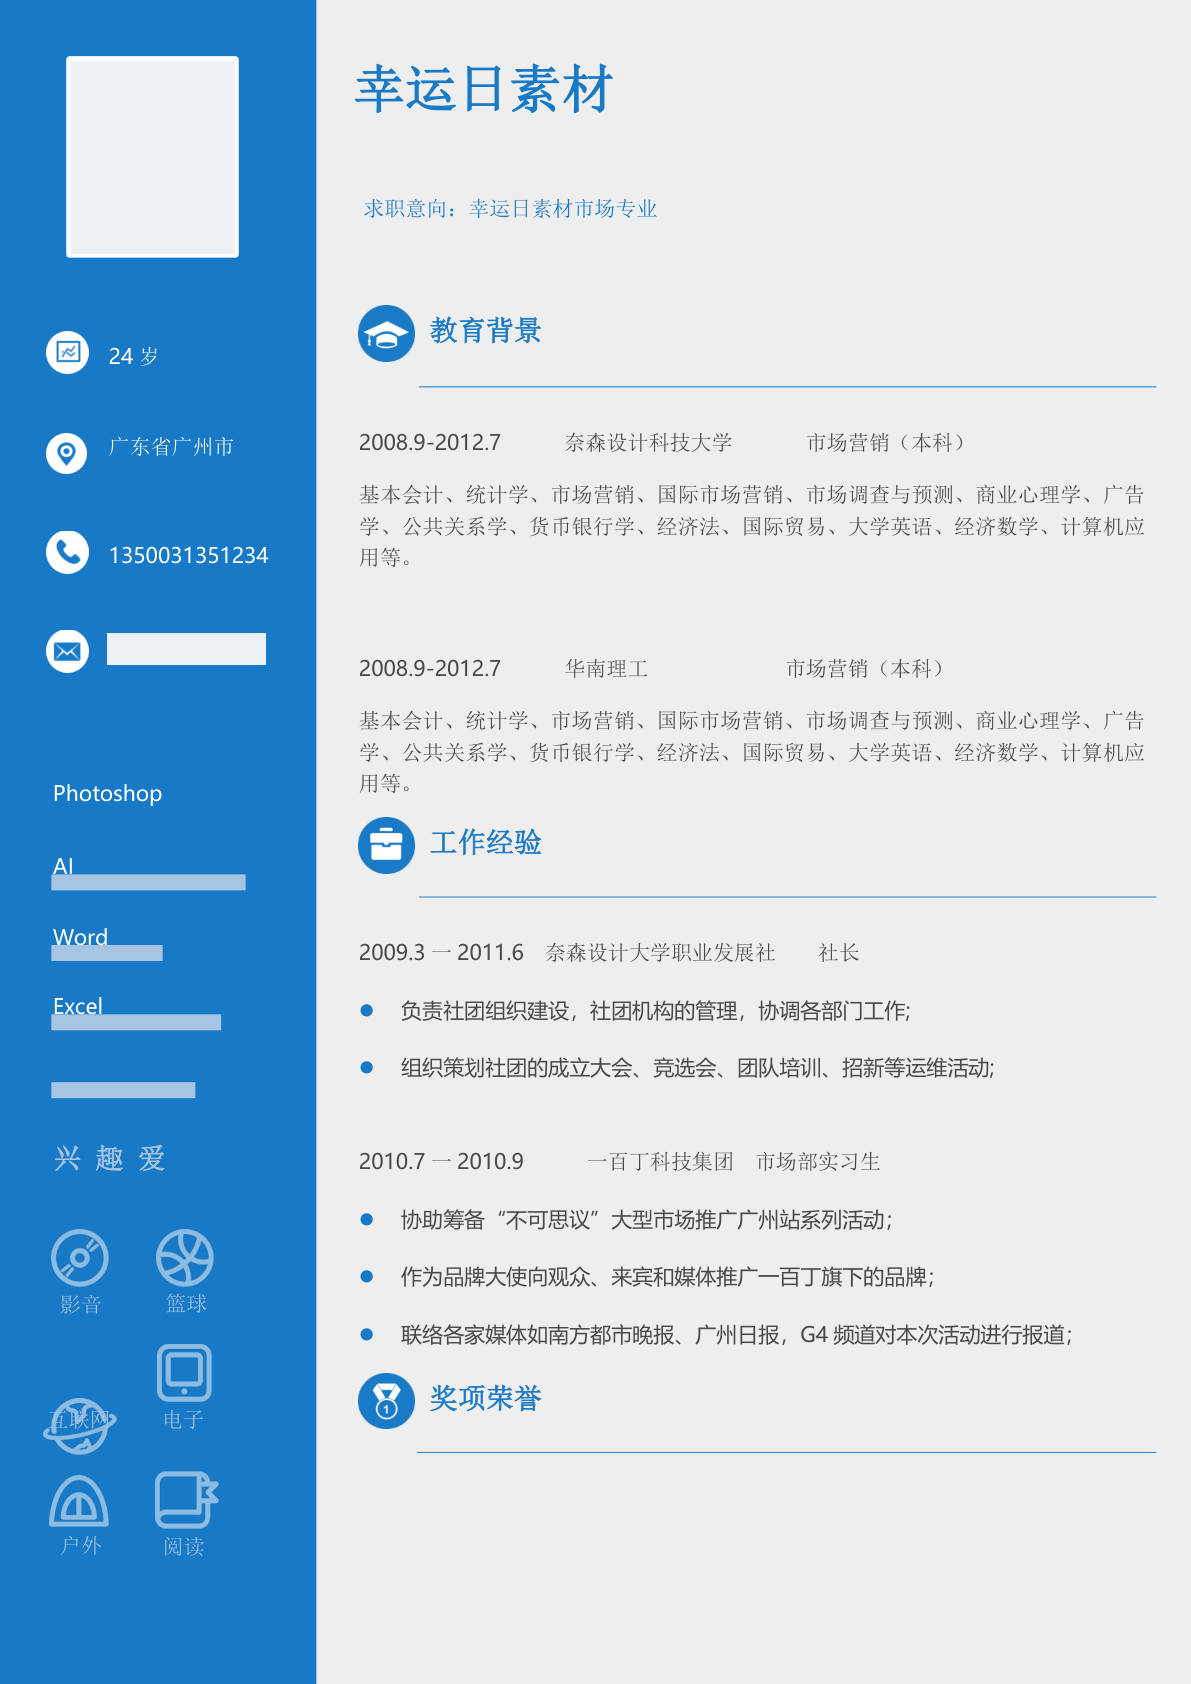 幸运日素材
求职意向：幸运日素材市场专业
24 岁
广东省广州市
1350031351234
Photoshop
AI
Word
Excel
兴 趣 爱
影音
篮球
互联网
电子
户外
阅读
教育背景
2008.9-2012.7 奈森设计科技大学 市场营销（本科）
基本会计、统计学、市场营销、国际市场营销、市场调查与预测、商业心理学、广告
学、公共关系学、货币银行学、经济法、国际贸易、大学英语、经济数学、计算机应
用等。
2008.9-2012.7 华南理工 市场营销（本科）
基本会计、统计学、市场营销、国际市场营销、市场调查与预测、商业心理学、广告
学、公共关系学、货币银行学、经济法、国际贸易、大学英语、经济数学、计算机应
用等。
工作经验
2009.3 一 2011.6 奈森设计大学职业发展社 社长
● 负责社团组织建设，社团机构的管理，协调各部门工作;
● 组织策划社团的成立大会、竞选会、团队培训、招新等运维活动;
2010.7 一 2010.9 一百丁科技集团 市场部实习生
● 协助筹备“不可思议”大型市场推广广州站系列活动；
● 作为品牌大使向观众、来宾和媒体推广一百丁旗下的品牌；
● 联络各家媒体如南方都市晚报、广州日报，G4 频道对本次活动进行报道；
1
奖项荣誉